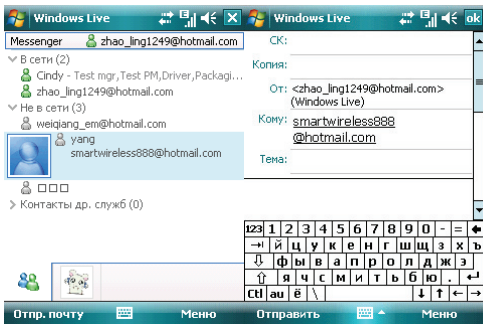 Windows Live
Messenger zhao_ling1249@hotmail.com
В сети (2)
Cindy - Test mgr,Test PM,Driver,Packagi...
zhao_ling1249@hotmail.com
Не в сети (3)
weiqiang_em@hotmail.com
yang
smartwireless888@hotmail.com
Контакты др. служб (0)
Отпр. почту Меню
Windows Live ok
СК:
Копия:
От: <zhao_ling1249@hotmail.com>
(Windows Live)
Кому: smartwireless888
@hotmail.com
Тема:
123 1 2 3 4 5 6 7 8 9 0 - =
й ц у к е н г ш щ з х ъ
ф ы в а п р о л д ж э
я ч с м и т ь б ю .
Ctl au ё \
Отправить Меню